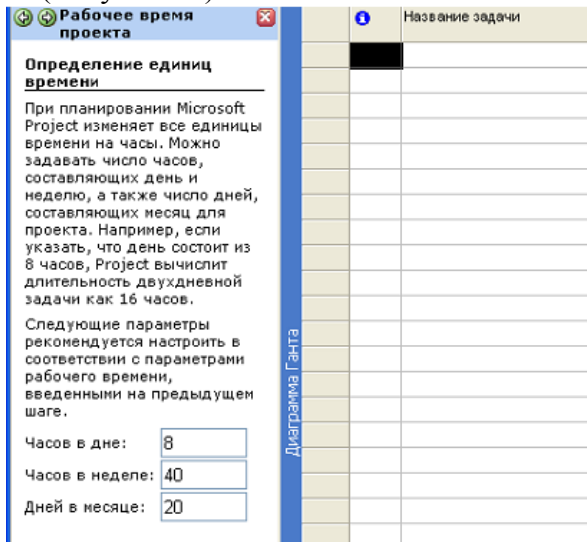 Рабочее время
проекта
Определение единиц
времени
При планировании Microsoft
Project изменяет все единицы
времени на часы. Можно
задавать число часов,
составляющих день и
неделю, а также число дней,
составляющих месяц для
проекта. Например, если
указать, что день состоит из
8 часов, Project вычислит
длительность двухдневной
задачи как 16 часов.
Следующие параметры
рекомендуется настроить в
соответствии с параметрами
рабочего времени,
введенными на предыдущем
шаге.
Часов в дне: 8
Часов в неделе: 40
Дней в месяце: 20
Диаграмма Ганта
Название задачи